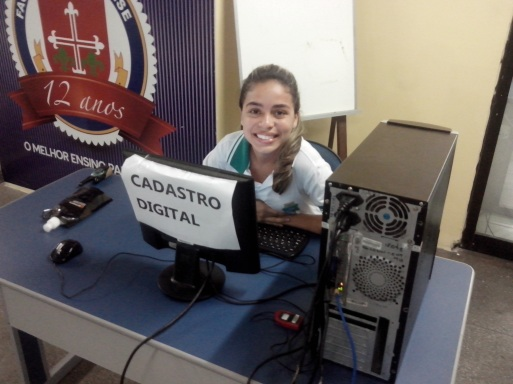 12 anos
O MELHOR ENSINO
CADASTRO
DIGITAL